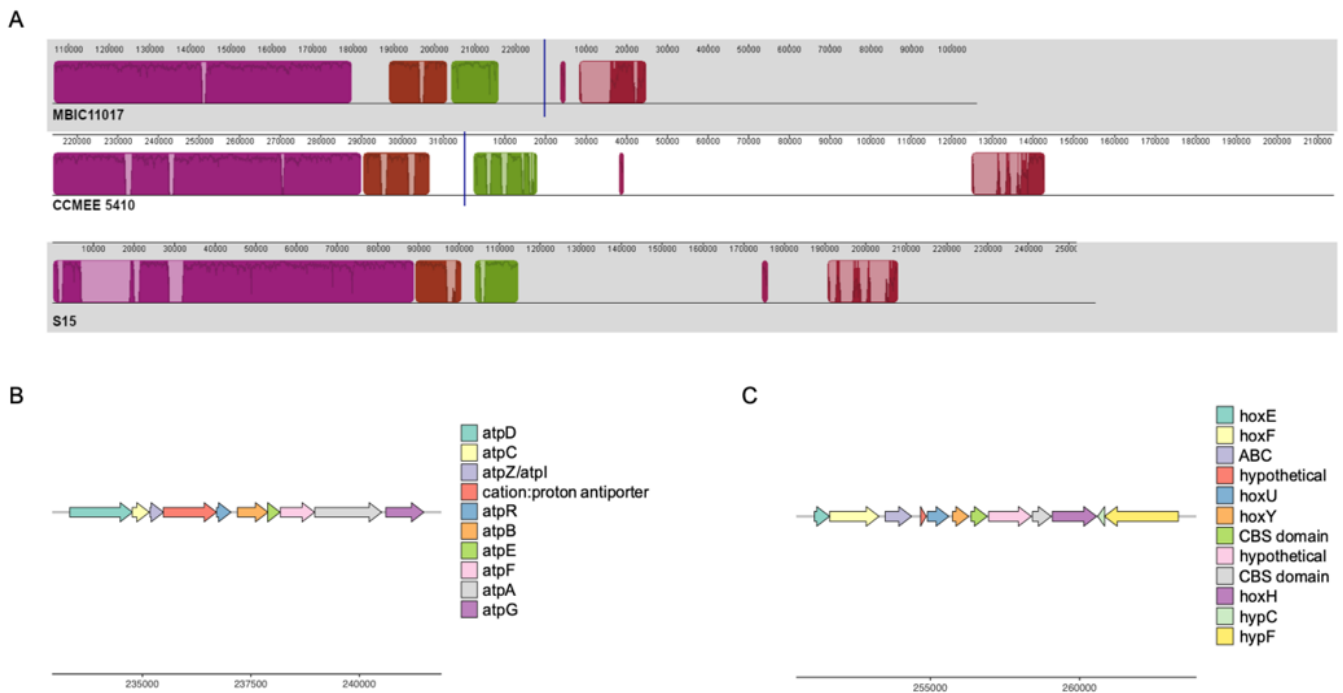 A
110000 120000 130000 140000 150000 160000 170000 180000 190000 200000 210000 220000 10000 20000 30000 40000 50000 60000 70000 80000 90000 100000
MBIC11017
220000 230000 240000 250000 260000 270000 280000 290000 300000 310000 10000 20000 30000 40000 50000 60000 70000 80000 90000 100000 110000 120000 130000 140000 150000 160000 170000 180000 190000 200000 210000
CCMEE 5410
10000 20000 30000 40000 50000 60000 70000 80000 90000 100000 110000 120000 130000 140000 150000 160000 170000 180000 190000 200000 210000 220000 230000 240000
S15
B
atpD
atpC
atpZ/atpI
cation:proton antiporter
atpR
atpB
atpE
atpF
atpA
atpG
235000 237500 240000
C
hoxE
hoxF
ABC
hypothetical
hoxU
hoxY
CBS domain
hypothetical
CBS domain
hoxH
hypC
hypF
255000 260000